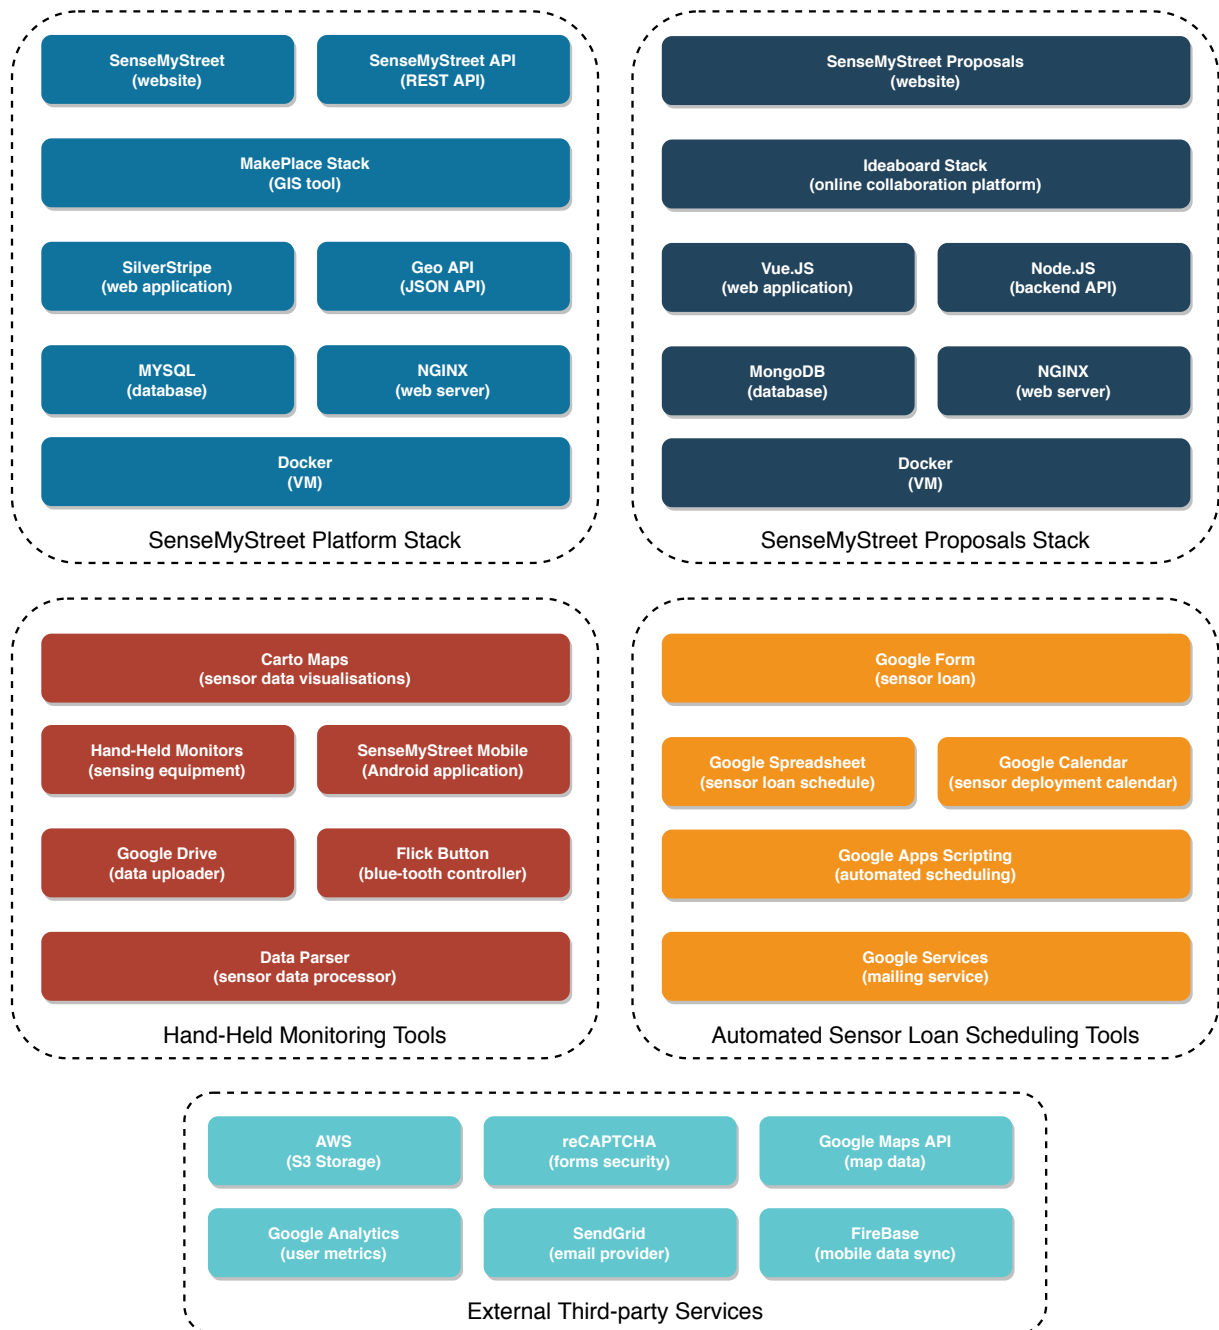 SenseMyStreet
(website)
SenseMyStreet API
(REST API)
MakePlace Stack
(GIS tool)
SilverStripe
(web application)
Geo API
(JSON API)
MYSQL
(database)
NGINX
(web server)
Docker
(VM)
SenseMyStreet Platform Stack
SenseMyStreet Proposals
(website)
Ideaboard Stack
(online collaboration platform)
Vue.JS
(web application)
Node.JS
(backend API)
MongoDB
(database)
NGINX
(web server)
Docker
(VM)
SenseMyStreet Proposals Stack
Carto Maps
(sensor data visualisations)
Hand-Held Monitors
(sensing equipment)
SenseMyStreet Mobile
(Android application)
Google Drive
(data uploader)
Flick Button
(blue-tooth controller)
Data Parser
(sensor data processor)
Hand-Held Monitoring Tools
Google Form
(sensor loan)
Google Spreadsheet
(sensor loan schedule)
Google Calendar
(sensor deployment calendar)
Google Apps Scripting
(automated scheduling)
Google Services
(mailing service)
Automated Sensor Loan Scheduling Tools
AWS
(S3 Storage)
reCAPTCHA
(forms security)
Google Maps API
(map data)
Google Analytics
(user metrics)
SendGrid
(email provider)
FireBase
(mobile data sync)
External Third-party Services